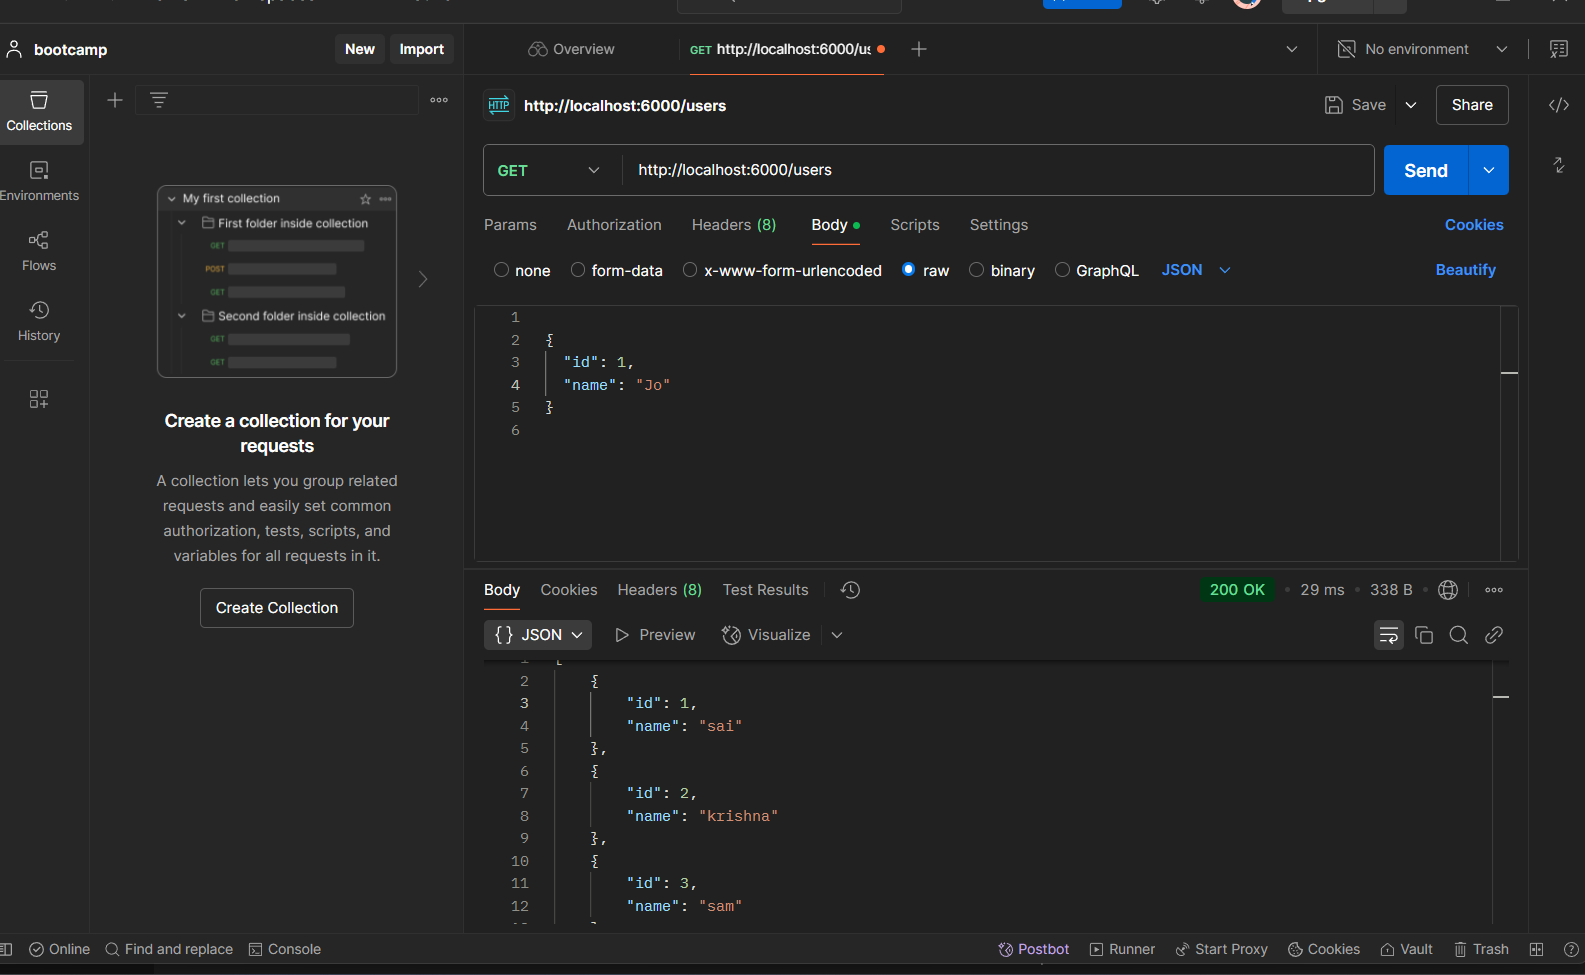 bootcamp
New
Import
Overview
GET http://localhost:6000/us
No environment
Collections
Environments
Flows
History
My first collection
First folder inside collection
GET
POST
GET
Second folder inside collection
GET
GET
Create a collection for your
requests
A collection lets you group related
requests and easily set common
authorization, tests, scripts, and
variables for all requests in it.
Create Collection
HTTP http://localhost:6000/users
Save
Share
GET http://localhost:6000/users
Send
Params Authorization Headers (8) Body Scripts Settings Cookies
none form-data x-www-form-urlencoded raw binary GraphQL JSON Beautify
1
2 {
3 "id": 1,
4 "name": "Jo"
5 }
6
Body Cookies Headers (8) Test Results 200 OK 29 ms 338 B
{} JSON Preview Visualize
2 {
3 "id": 1,
4 "name": "sai"
5 },
6 {
7 "id": 2,
8 "name": "krishna"
9 },
10 {
11 "id": 3,
12 "name": "sam"
Online Find and replace Console Postbot Runner Start Proxy Cookies Vault Trash